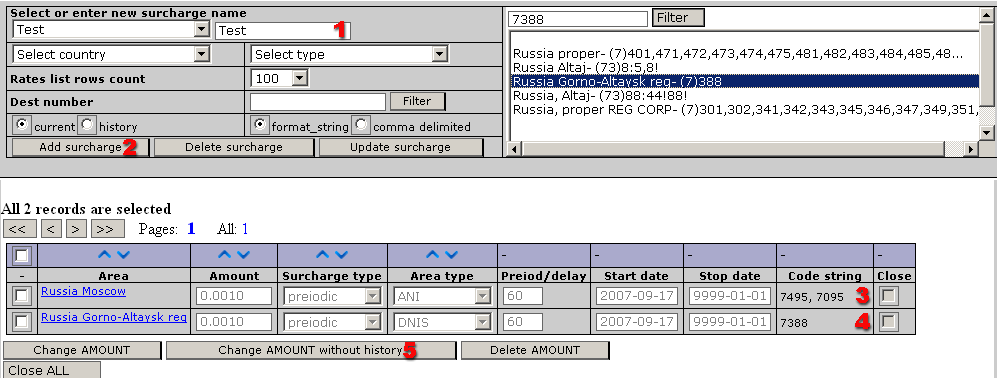 Select or enter new surcharge name
Test Test 1
Select country Select type
Rates list rows count 100
Dest number Filter
current history format_string comma delimited
Add surcharge 2 Delete surcharge Update surcharge
7388 Filter
Russia proper- (7)401,471,472,473,474,475,481,482,483,484,485,48...
Russia Altaj- (73)8:5,8!
Russia Gorno-Altaysk reg- (7)388
Russia, Altaj- (73)88:44!88!
Russia, proper REG CORP- (7)301,302,341,342,343,345,346,347,349,351,
All 2 records are selected
<< < > >> Pages: 1 All: 1
- - - - -
- Area Amount Surcharge type Area type Preiod/delay Start date Stop date Code string Close
Russia Moscow 0.0010 preiodic ANI 60 2007-09-17 9999-01-01 7495, 7095 3
Russia Gorno-Altaysk reg 0.0010 preiodic DNIS 60 2007-09-17 9999-01-01 7388 4
Change AMOUNT Change AMOUNT without history 5 Delete AMOUNT
Close ALL